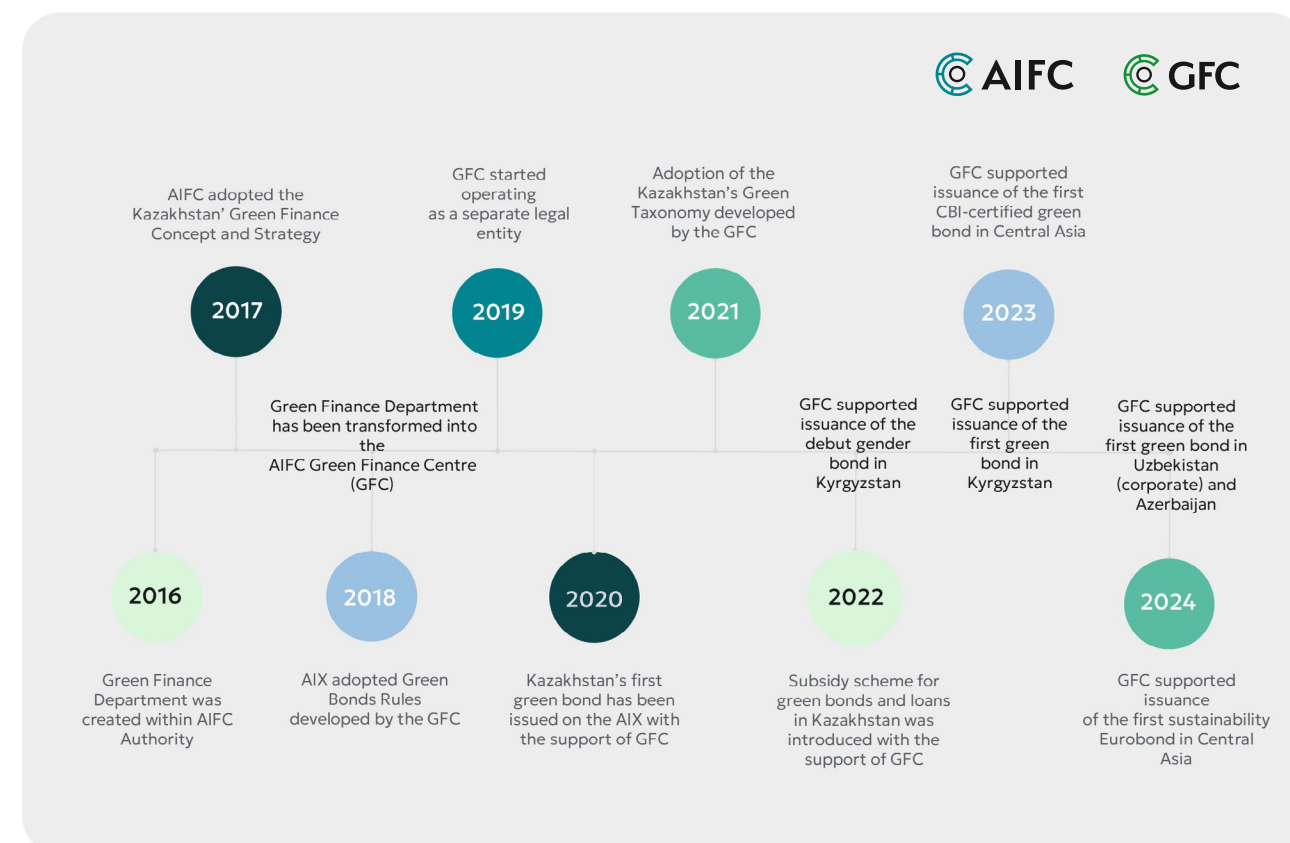 AIFC
GFC
AIFC adopted the
Kazakhstan' Green Finance
Concept and Strategy
2017
GFC started
operating
as a separate legal
entity
2019
Adoption of the
Kazakhstan's Green
Taxonomy developed
by the GFC
2021
GFC supported
issuance of the first
CBI-certified green
bond in Central Asia
2023
Green Finance Department
has been transformed into
the
AIFC Green Finance Centre
(GFC)
GFC supported
issuance of the
debut gender
bond in
Kyrgyzstan
GFC supported
issuance of the
first green
bond in
Kyrgyzstan
GFC supported
issuance of the
first green bond in
Uzbekistan
(corporate) and
Azerbaijan
2016
Green Finance
Department was
created within AIFC
Authority
2018
AIX adopted Green
Bonds Rules
developed by the GFC
2020
Kazakhstan's first
green bond has been
issued on the AIX with
the support of GFC
2022
Subsidy scheme for
green bonds and loans
in Kazakhstan was
introduced with the
support of GFC
2024
GFC supported
issuance
of the first sustainability
Eurobond in Central
Asia